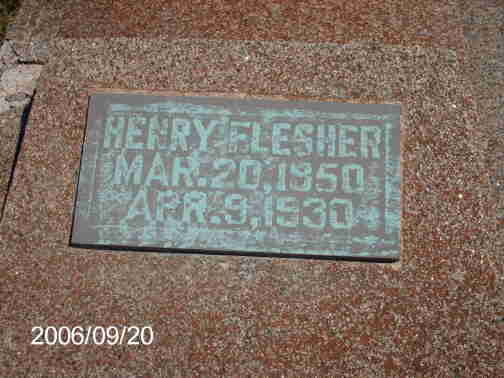 HENRY FLESHER
MAR. 20, 1850
APR. 9, 1930
2006/09/20